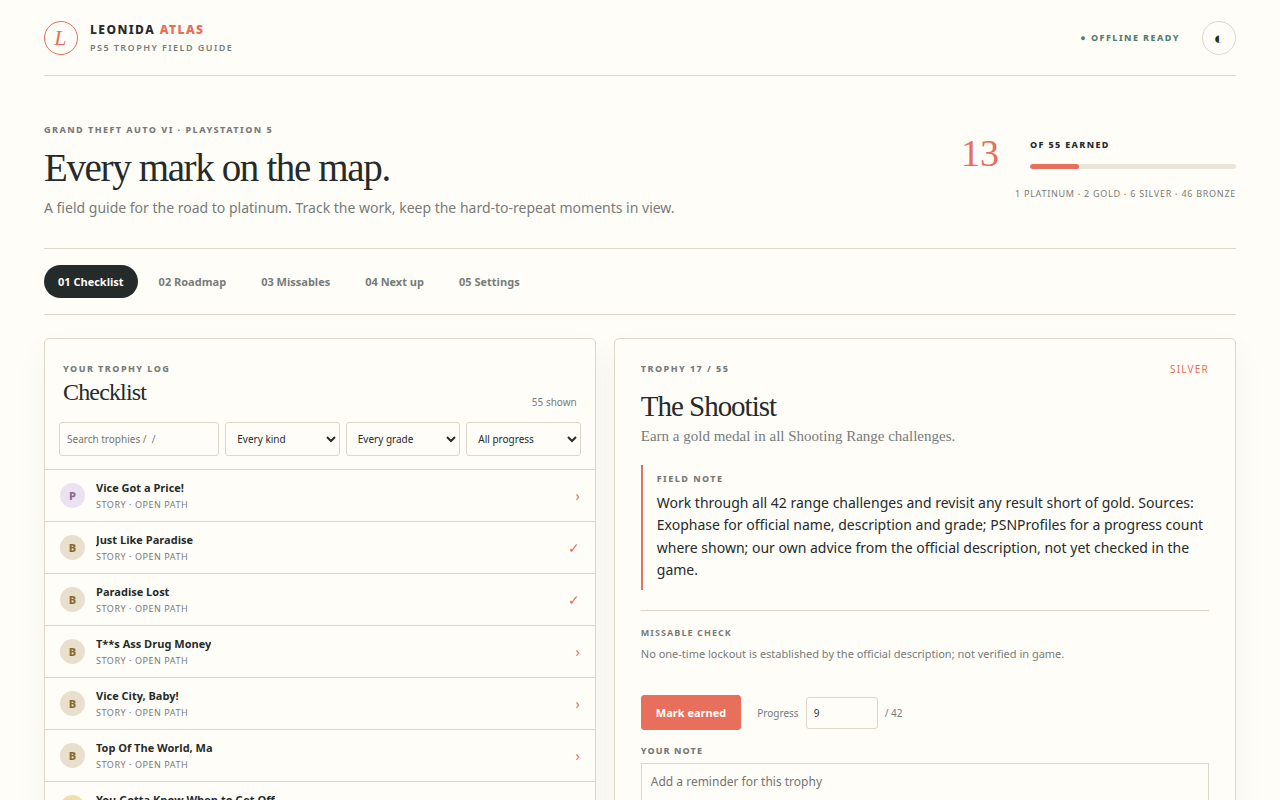 L
LEONIDA ATLAS
PS5 TROPHY FIELD GUIDE
• OFFLINE READY
GRAND THEFT AUTO VI · PLAYSTATION 5
Every mark on the map.
A field guide for the road to platinum. Track the work, keep the hard-to-repeat moments in view.
13
OF 55 EARNED
1 PLATINUM · 2 GOLD · 6 SILVER · 46 BRONZE
01 Checklist
02 Roadmap
03 Missables
04 Next up
05 Settings
YOUR TROPHY LOG
Checklist
55 shown
Search trophies / /
Every kind
Every grade
All progress
P
Vice Got a Price!
STORY · OPEN PATH
›
B
Just Like Paradise
STORY · OPEN PATH
✓
B
Paradise Lost
STORY · OPEN PATH
✓
B
T**s Ass Drug Money
STORY · OPEN PATH
›
B
Vice City, Baby!
STORY · OPEN PATH
›
B
Top Of The World, Ma
STORY · OPEN PATH
›
You Gotta Know When to Get Off
TROPHY 17 / 55
SILVER
The Shootist
Earn a gold medal in all Shooting Range challenges.
FIELD NOTE
Work through all 42 range challenges and revisit any result short of gold. Sources:
Exophase for official name, description and grade; PSNProfiles for a progress count
where shown; our own advice from the official description, not yet checked in the
game.
MISSABLE CHECK
No one-time lockout is established by the official description; not verified in game.
Mark earned
Progress
9
/ 42
YOUR NOTE
Add a reminder for this trophy